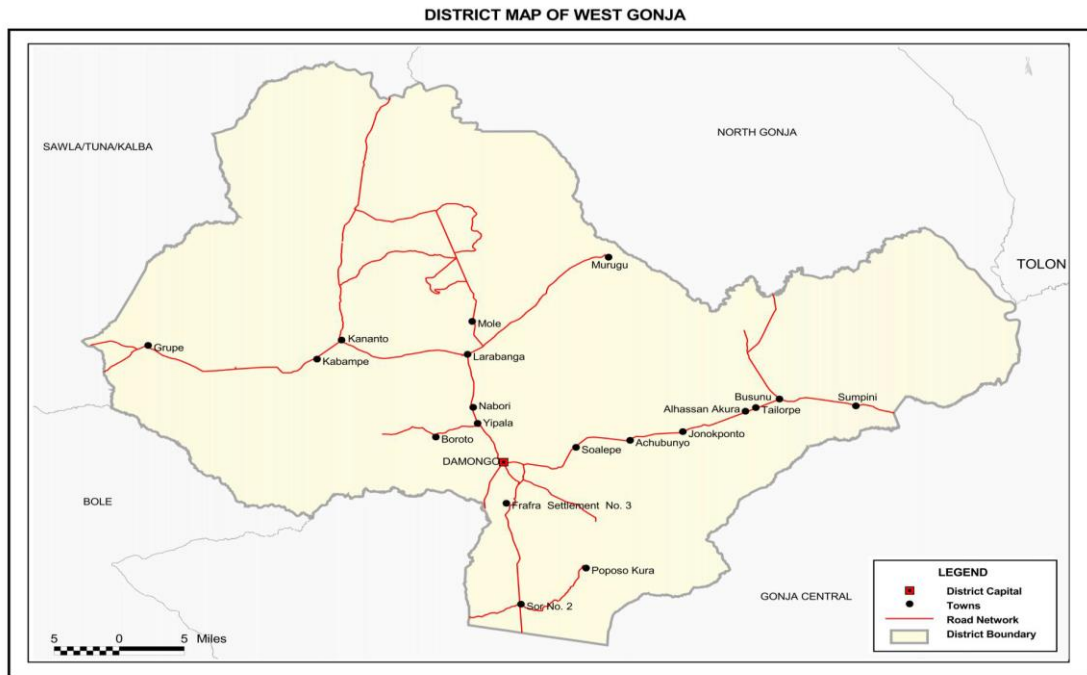 DISTRICT MAP OF WEST GONJA
NORTH GONJA
SAWLA/TUNA/KALBA
TOLON
Murugu
Mole
Kananto
Grupe
Kabampe
Larabanga
Busunu
Sumpini
Nabori
Alhassan Akura
Tailorpe
Yipala
Boroto
Jonokponto
Achubunyo
Soalepe
DAMONGO
BOLE
Frafra Settlement No. 3
Poposo Kura
GONJA CENTRAL
Sor No. 2
5 0 5 Miles
LEGEND
District Capital
Towns
Road Network
District Boundary